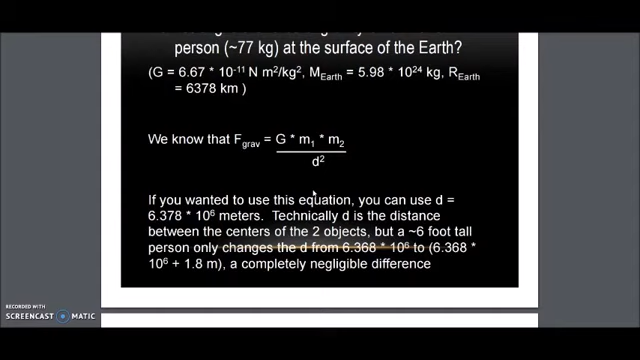 person (~77 kg) at the surface of the Earth?
(G = 6.67 * 10⁻¹¹ N m²/kg², M_Earth = 5.98 * 10²⁴ kg, R_Earth
= 6378 km )
We know that F_grav = G * m₁ * m₂
d²
If you wanted to use this equation, you can use d =
6.378 * 10⁶ meters. Technically d is the distance
between the centers of the 2 objects, but a ~6 foot tall
person only changes the d from 6.368 * 10⁶ to (6.368 *
10⁶ + 1.8 m), a completely negligible difference
RECORDED WITH
SCREENCAST MATIC